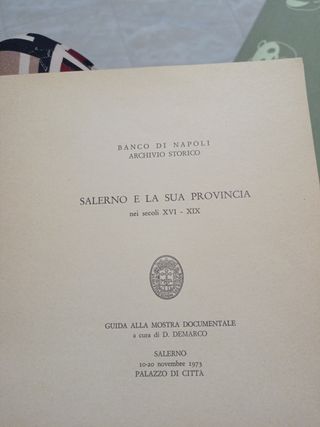 BANCO DI NAPOLI
ARCHIVIO STORICO
SALERNO E LA SUA PROVINCIA
nei secoli XVI - XIX
GUIDA ALLA MOSTRA DOCUMENTALE
a cura di D. DEMARCO
SALERNO
10-20 novembre 1973
PALAZZO DI CITTÀ